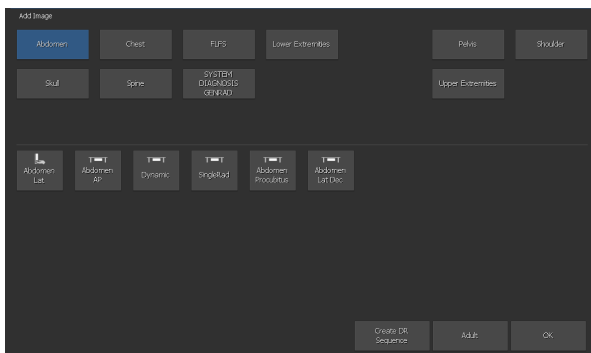 Add Image
Abdomen Chest FLFS Lower Extremities Pelvis Shoulder
Skull Spine SYSTEM DIAGNOSIS GENRAD Upper Extremities
Abdomen Lat Abdomen AP Dynamic SingleRad Abdomen Procubitus Abdomen Lat Dec
Create DR Sequence Adult OK